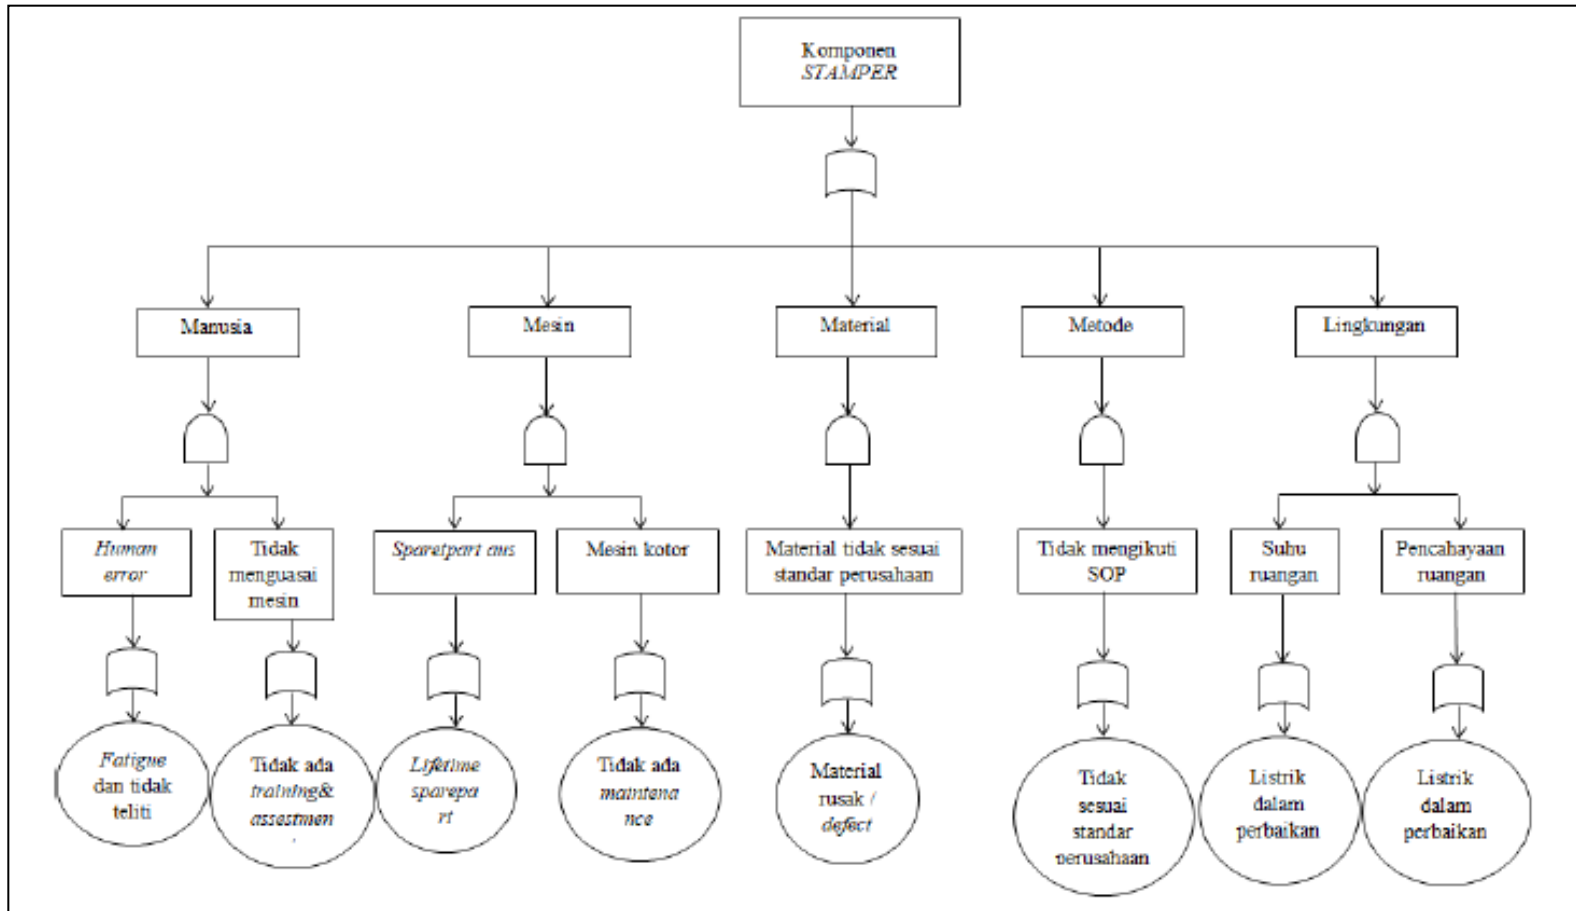 Komponen
STAMPER
Manusia
Mesin
Material
Metode
Lingkungan
Human
error
Tidak
menguasai
mesin
Sparetpart aus
Mesin kotor
Material tidak sesuai
standar perusahaan
Tidak mengikuti
SOP
Suhu
ruangan
Pencahayaan
ruangan
Fatigue
dan tidak
teliti
Tidak ada
training&
assestmen
Lifetime
sparepa
rt
Tidak ada
maintena
nce
Material
rusak /
defect
Tidak
sesuai
standar
perusahaan
Listrik
dalam
perbaikan
Listrik
dalam
perbaikan